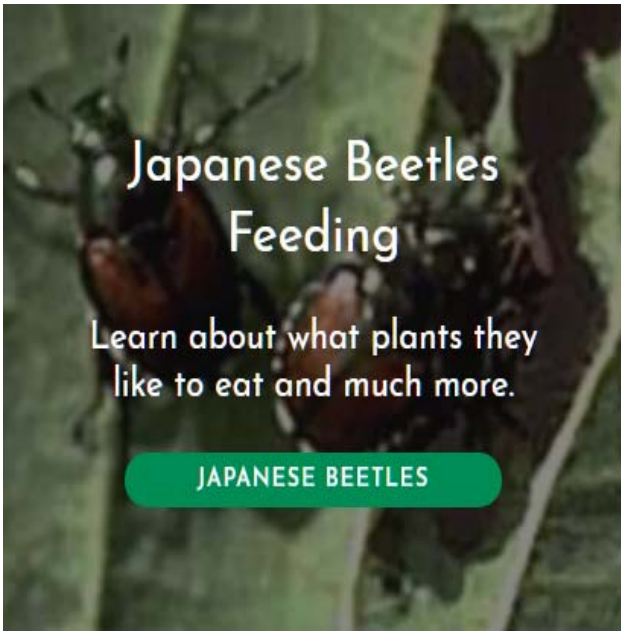 Japanese Beetles
Feeding
Learn about what plants they
like to eat and much more.
JAPANESE BEETLES